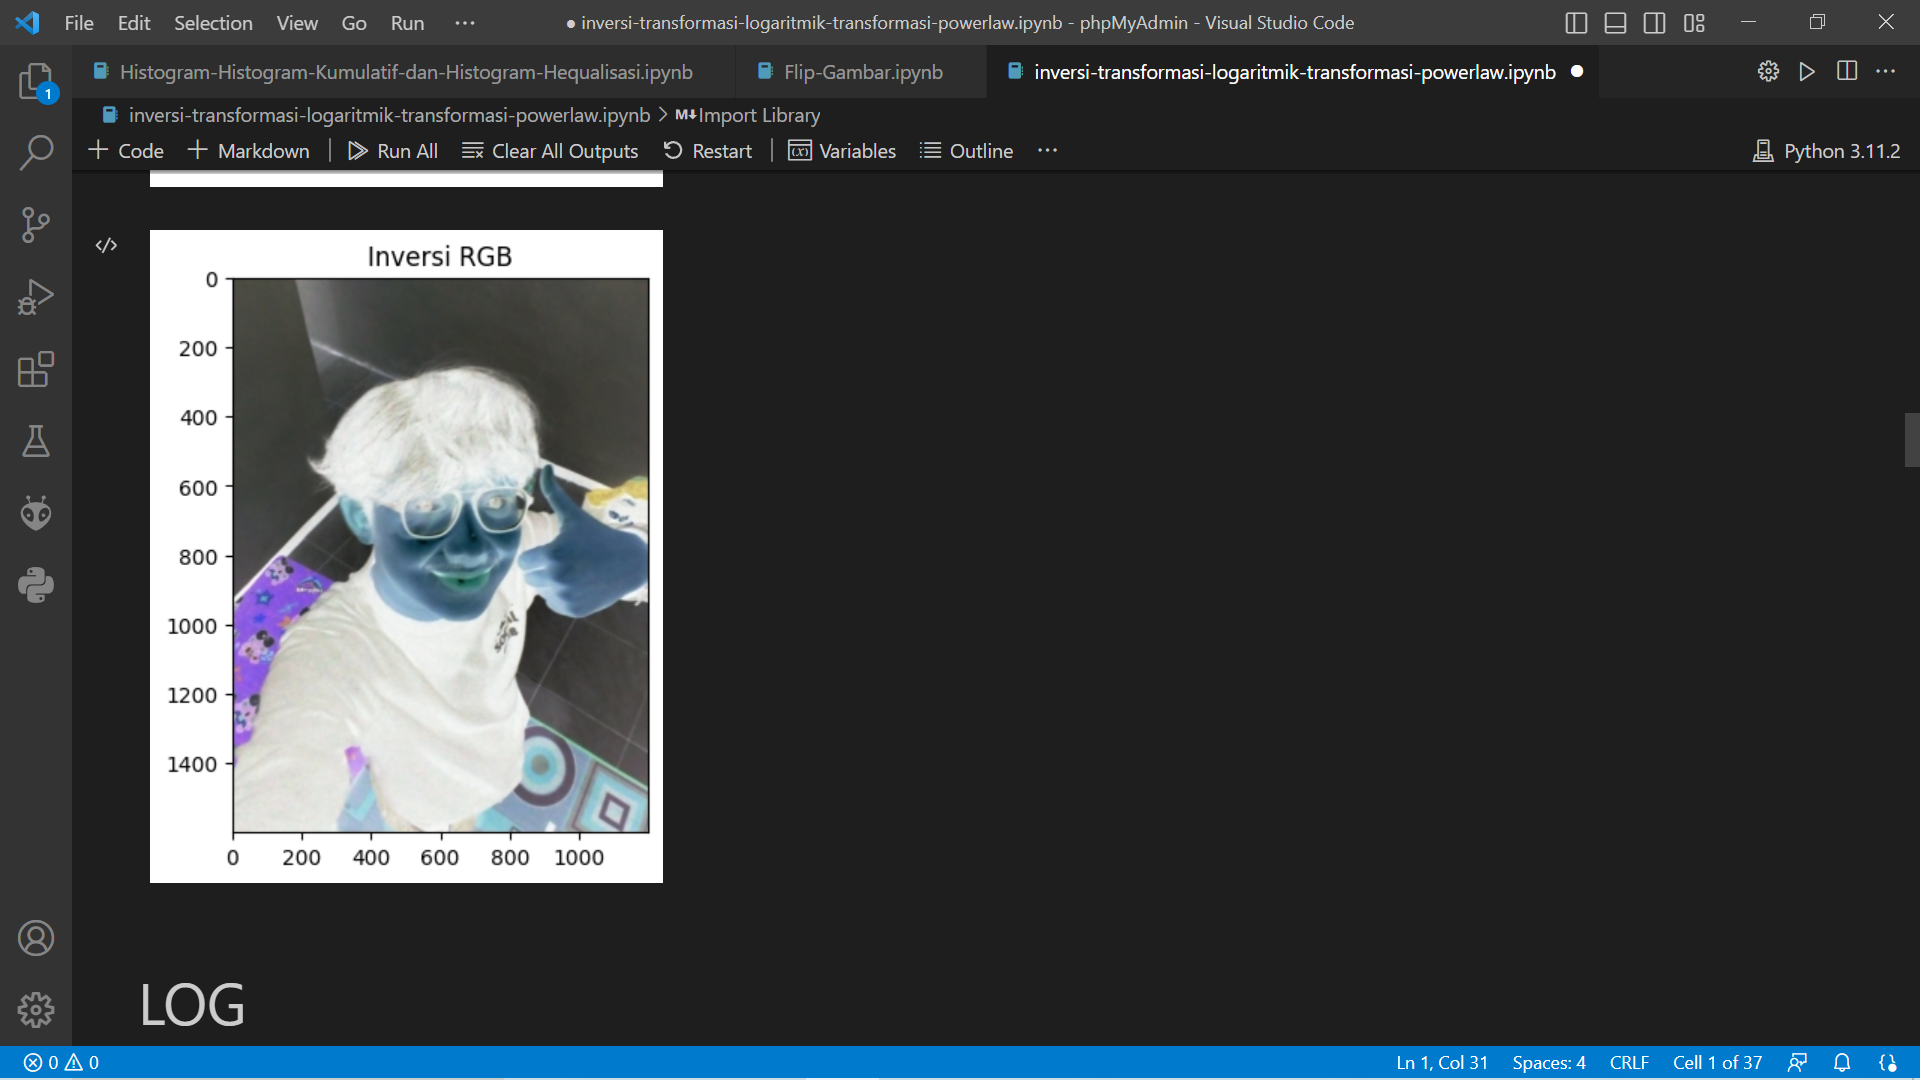 File Edit Selection View Go Run ··· ● inversi-transformasi-logaritmik-transformasi-powerlaw.ipynb - phpMyAdmin - Visual Studio Code
Histogram-Histogram-Kumulatif-dan-Histogram-Hequalisasi.ipynb Flip-Gambar.ipynb inversi-transformasi-logaritmik-transformasi-powerlaw.ipynb ●
1
inversi-transformasi-logaritmik-transformasi-powerlaw.ipynb > M↓Import Library
+ Code + Markdown | Run All Clear All Outputs Restart | (x) Variables Outline ··· Python 3.11.2
</> Inversi RGB
0
200
400
600
800
1000
1200
1400
0 200 400 600 800 1000
LOG
0 0 Ln 1, Col 31 Spaces: 4 CRLF Cell 1 of 37